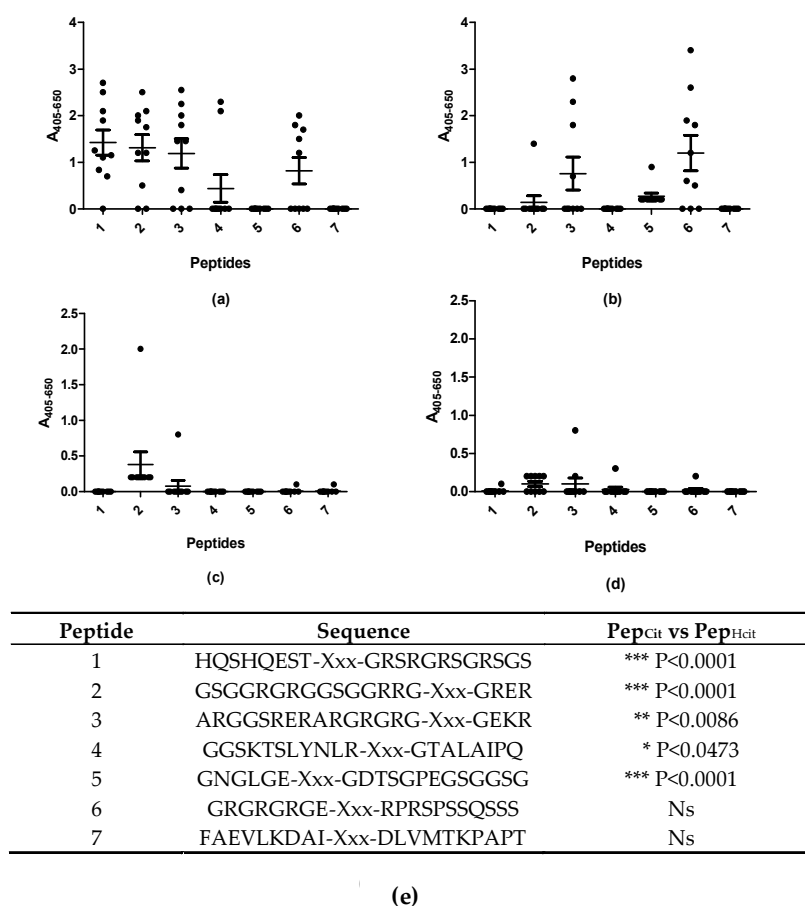 4
3
2
1
0
A405-650
1 2 3 4 5 6 7
Peptides
(a)
4
3
2
1
0
A405-650
1 2 3 4 5 6 7
Peptides
(b)
2.5
2.0
1.5
1.0
0.5
0.0
A405-650
1 2 3 4 5 6 7
Peptides
(c)
2.5
2.0
1.5
1.0
0.5
0.0
A405-650
1 2 3 4 5 6 7
Peptides
(d)
Peptide Sequence PepCit vs PepHcit
1 HQSHQEST-Xxx-GRSRGRSGRSGS *** P<0.0001
2 GSGGRGRGGSGGRRG-Xxx-GRER *** P<0.0001
3 ARGGSRERARGRGRG-Xxx-GEKR ** P<0.0086
4 GGSKTSLYNLR-Xxx-GTALAIPQ * P<0.0473
5 GNGLGE-Xxx-GDTSGPEGSGGSG *** P<0.0001
6 GRGRGRGE-Xxx-RPRSPSSQSSS Ns
7 FAEVLKDAI-Xxx-DLVMTKPAPT Ns
(e)